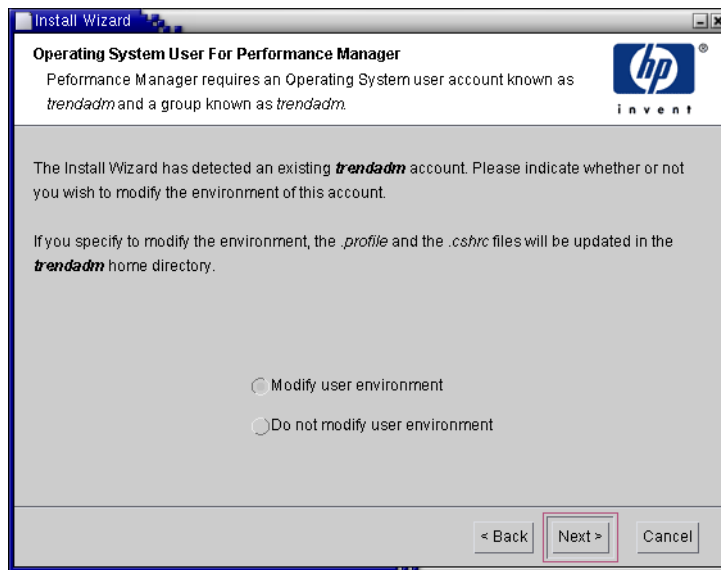 Install Wizard
Operating System User For Performance Manager
Peformance Manager requires an Operating System user account known as
trendadm and a group known as trendadm.
hp
®
invent
The Install Wizard has detected an existing trendadm account. Please indicate whether or not
you wish to modify the environment of this account.
If you specify to modify the environment, the .profile and the .cshrc files will be updated in the
trendadm home directory.
Modify user environment
Do not modify user environment
< Back
Next >
Cancel